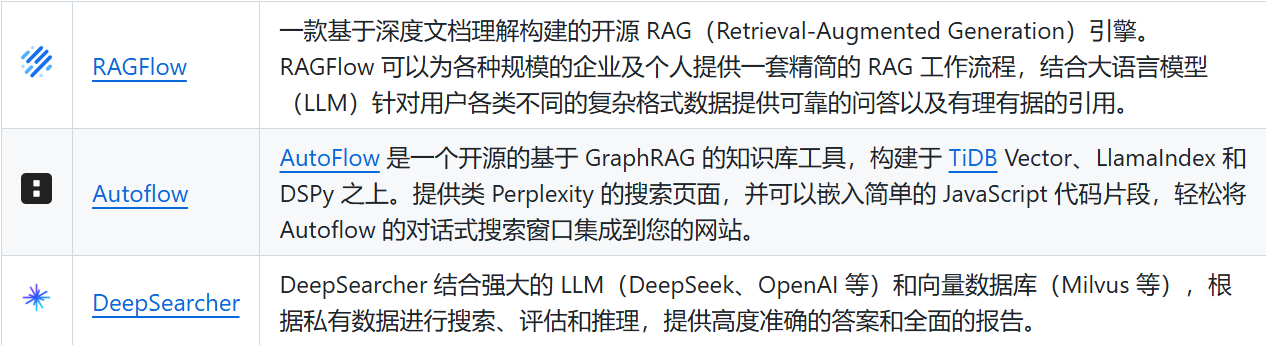 RAGFlow
一款基于深度文档理解构建的开源 RAG（Retrieval-Augmented Generation）引擎。
RAGFlow 可以为各种规模的企业及个人提供一套精简的 RAG 工作流程，结合大语言模型
（LLM）针对用户各类不同的复杂格式数据提供可靠的问答以及有理有据的引用。
Autoflow
AutoFlow 是一个开源的基于 GraphRAG 的知识库工具，构建于 TiDB Vector、LlamaIndex 和
DSPy 之上。提供类 Perplexity 的搜索页面，并可以嵌入简单的 JavaScript 代码片段，轻松将
Autoflow 的对话式搜索窗口集成到您的网站。
DeepSearcher
DeepSearcher 结合强大的 LLM（DeepSeek、OpenAI 等）和向量数据库（Milvus 等），根
据私有数据进行搜索、评估和推理，提供高度准确的答案和全面的报告。